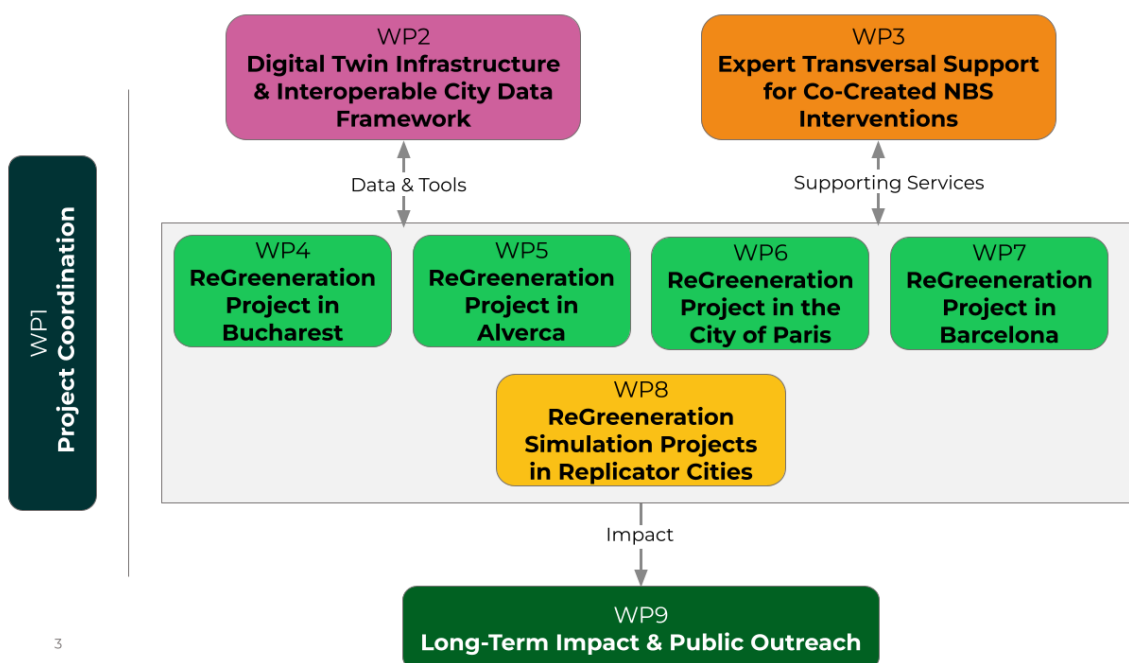 WP2
Digital Twin Infrastructure
& Interoperable City Data
Framework
WP3
Expert Transversal Support
for Co-Created NBS
Interventions
WP1
Project Coordination
Data & Tools
Supporting Services
WP4
ReGreeneration
Project in
Bucharest
WP5
ReGreeneration
Project in
Alverca
WP6
ReGreeneration
Project in the
City of Paris
WP7
ReGreeneration
Project in
Barcelona
WP8
ReGreeneration
Simulation Projects
in Replicator Cities
Impact
WP9
Long-Term Impact & Public Outreach
3